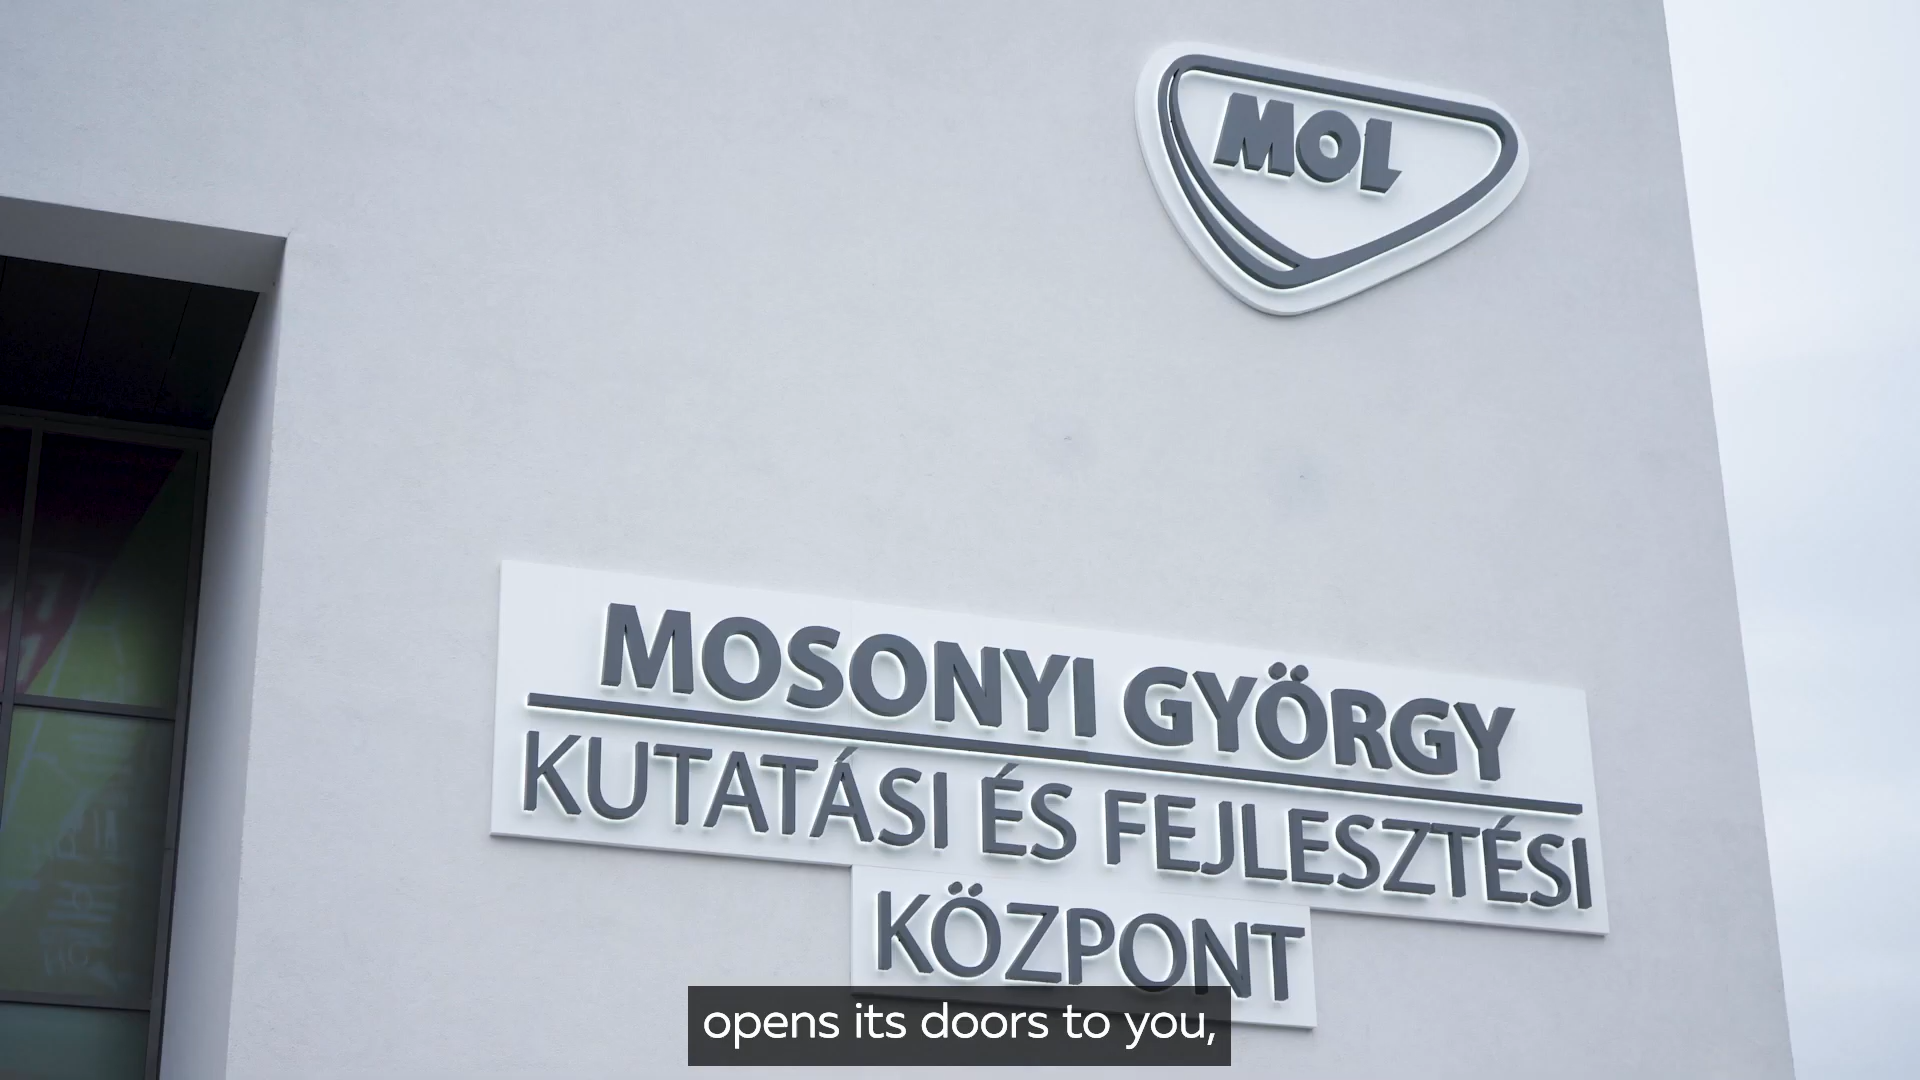 MOL
MOSONYI GYÖRGY
KUTATÁSI ÉS FEJLESZTÉSI
KÖZPONT
opens its doors to you,